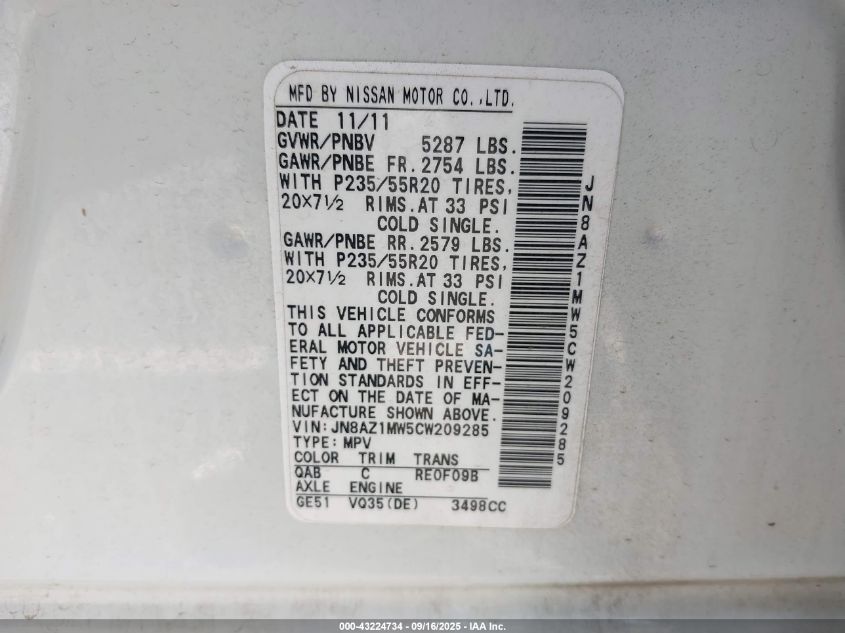 MFD BY NISSAN MOTOR CO.,LTD.
DATE 11/11
GVWR/PNBV 5287 LBS.
GAWR/PNBE FR. 2754 LBS.
WITH P235/55R20 TIRES,
20X7½ RIMS.AT 33 PSI
COLD SINGLE.
GAWR/PNBE RR. 2579 LBS.
WITH P235/55R20 TIRES,
20X7½ RIMS.AT 33 PSI
COLD SINGLE.
THIS VEHICLE CONFORMS
TO ALL APPLICABLE FED-
ERAL MOTOR VEHICLE SA-
FETY AND THEFT PREVEN-
TION STANDARDS IN EFF-
ECT ON THE DATE OF MA-
NUFACTURE SHOWN ABOVE.
VIN:JN8AZ1MW5CW209285
TYPE:MPV
COLOR TRIM TRANS
QAB C RE0F09B
AXLE ENGINE
GE51 VQ35(DE) 3498CC
JN8AZ1MW5CW209285
000-43224734 - 09/16/2025 - IAA Inc.